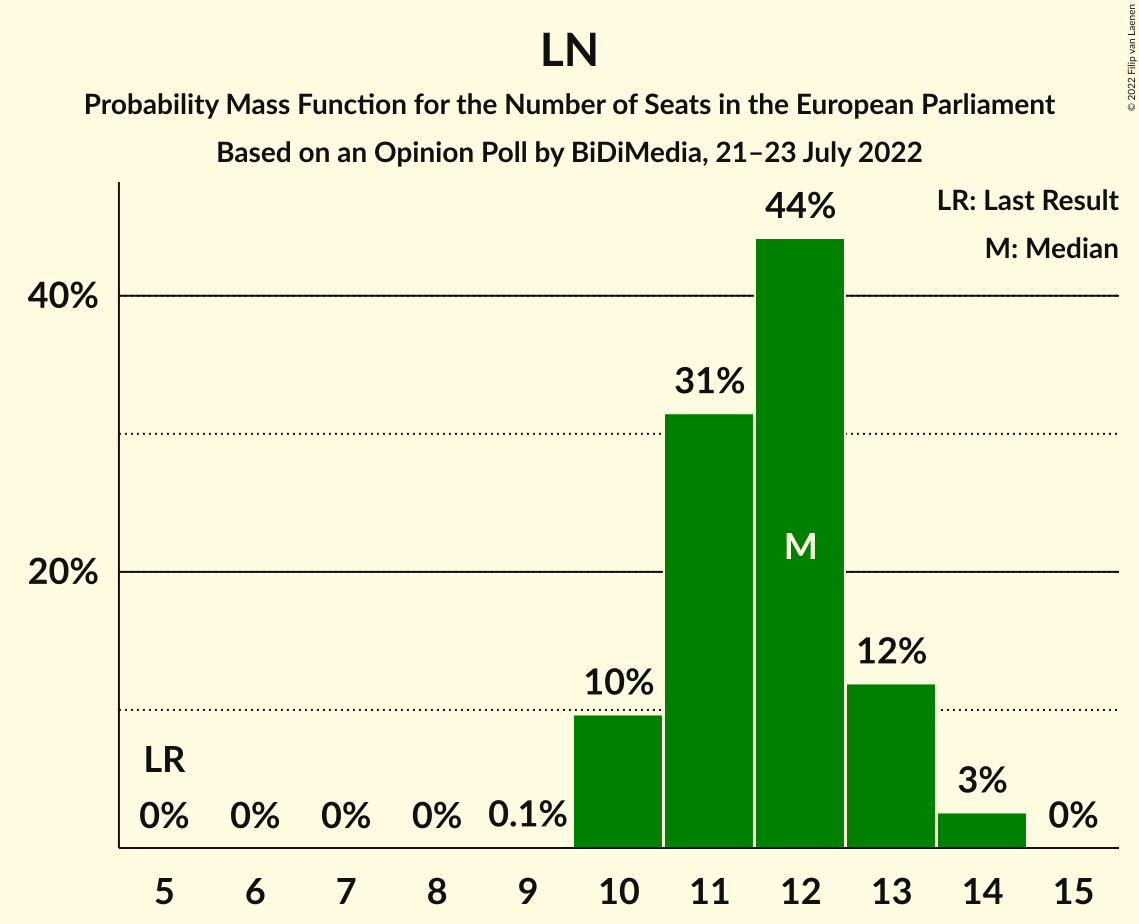 LN
Probability Mass Function for the Number of Seats in the European Parliament
Based on an Opinion Poll by BiDiMedia, 21–23 July 2022
© 2022 Filip van Laenen
LR: Last Result
M: Median
44%
40%
31%
M
20%
12%
10%
LR
3%
0% 0% 0% 0% 0.1% 0%
5 6 7 8 9 10 11 12 13 14 15